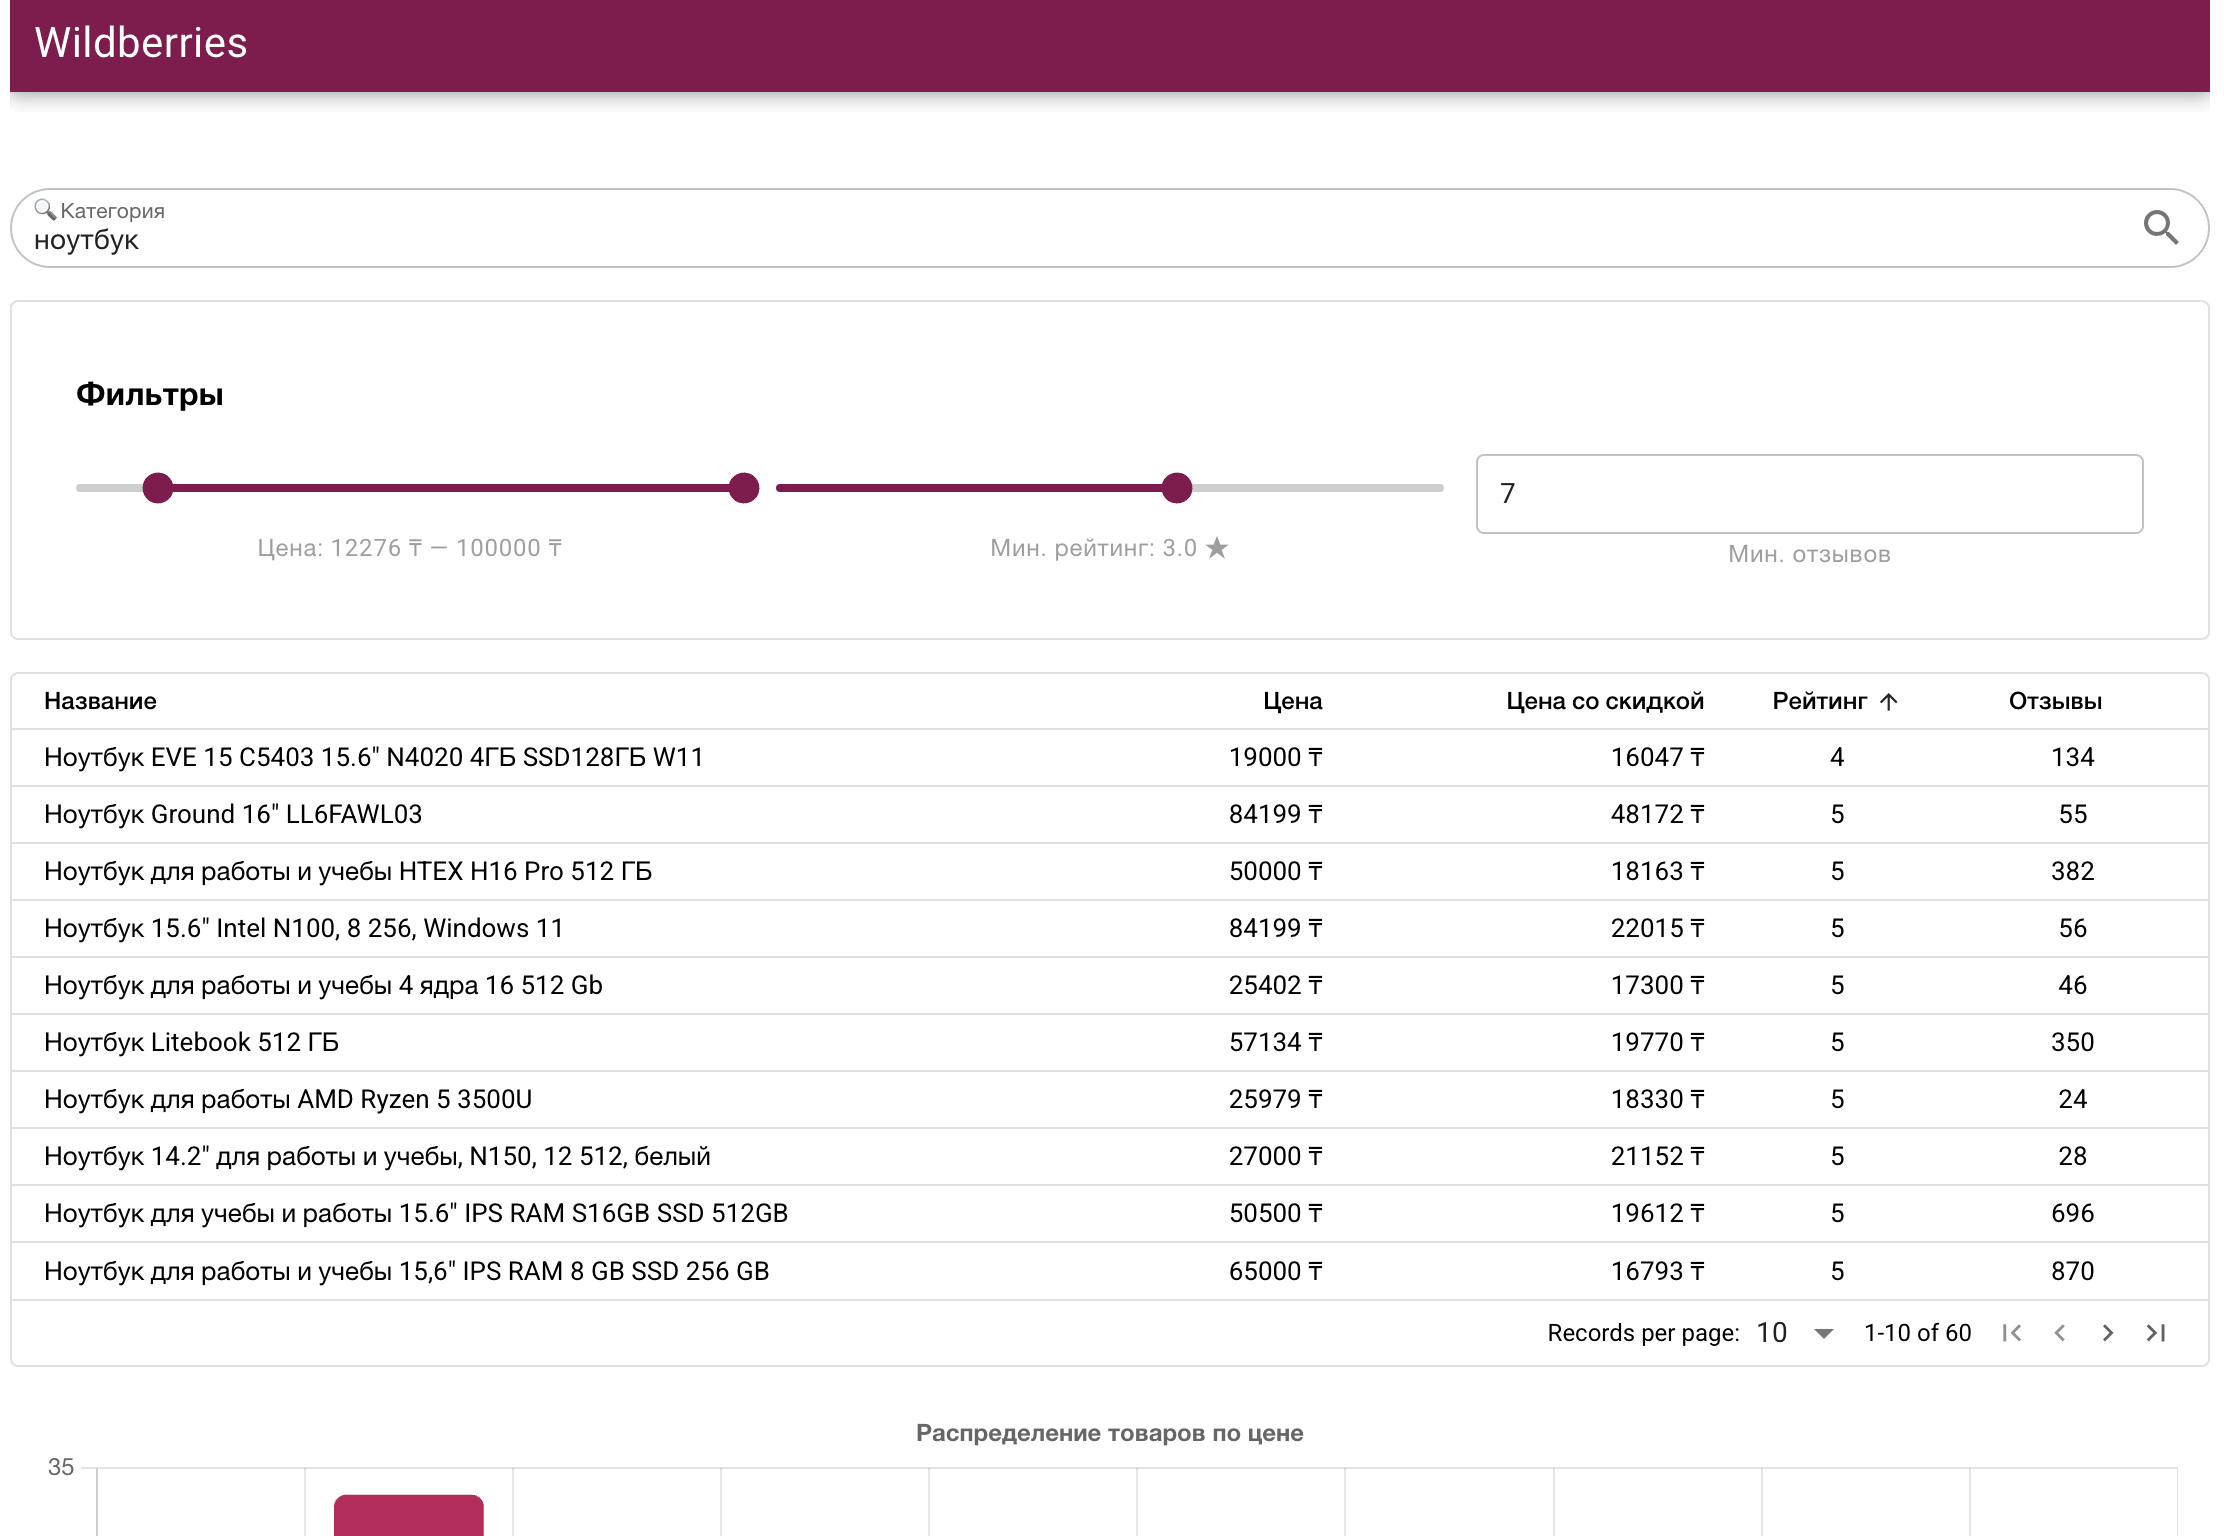 Wildberries
🔍Категория
ноутбук
Фильтры
7
Цена: 12276 ₸ — 100000 ₸
Мин. рейтинг: 3.0 ★
Мин. отзывов
Название Цена Цена со скидкой Рейтинг ↑ Отзывы
Ноутбук EVE 15 C5403 15.6" N4020 4ГБ SSD128ГБ W11 19000 ₸ 16047 ₸ 4 134
Ноутбук Ground 16" LL6FAWL03 84199 ₸ 48172 ₸ 5 55
Ноутбук для работы и учебы HTEX H16 Pro 512 ГБ 50000 ₸ 18163 ₸ 5 382
Ноутбук 15.6" Intel N100, 8 256, Windows 11 84199 ₸ 22015 ₸ 5 56
Ноутбук для работы и учебы 4 ядра 16 512 Gb 25402 ₸ 17300 ₸ 5 46
Ноутбук Litebook 512 ГБ 57134 ₸ 19770 ₸ 5 350
Ноутбук для работы AMD Ryzen 5 3500U 25979 ₸ 18330 ₸ 5 24
Ноутбук 14.2" для работы и учебы, N150, 12 512, белый 27000 ₸ 21152 ₸ 5 28
Ноутбук для учебы и работы 15.6" IPS RAM S16GB SSD 512GB 50500 ₸ 19612 ₸ 5 696
Ноутбук для работы и учебы 15,6" IPS RAM 8 GB SSD 256 GB 65000 ₸ 16793 ₸ 5 870
Records per page: 10 1-10 of 60
Распределение товаров по цене
35